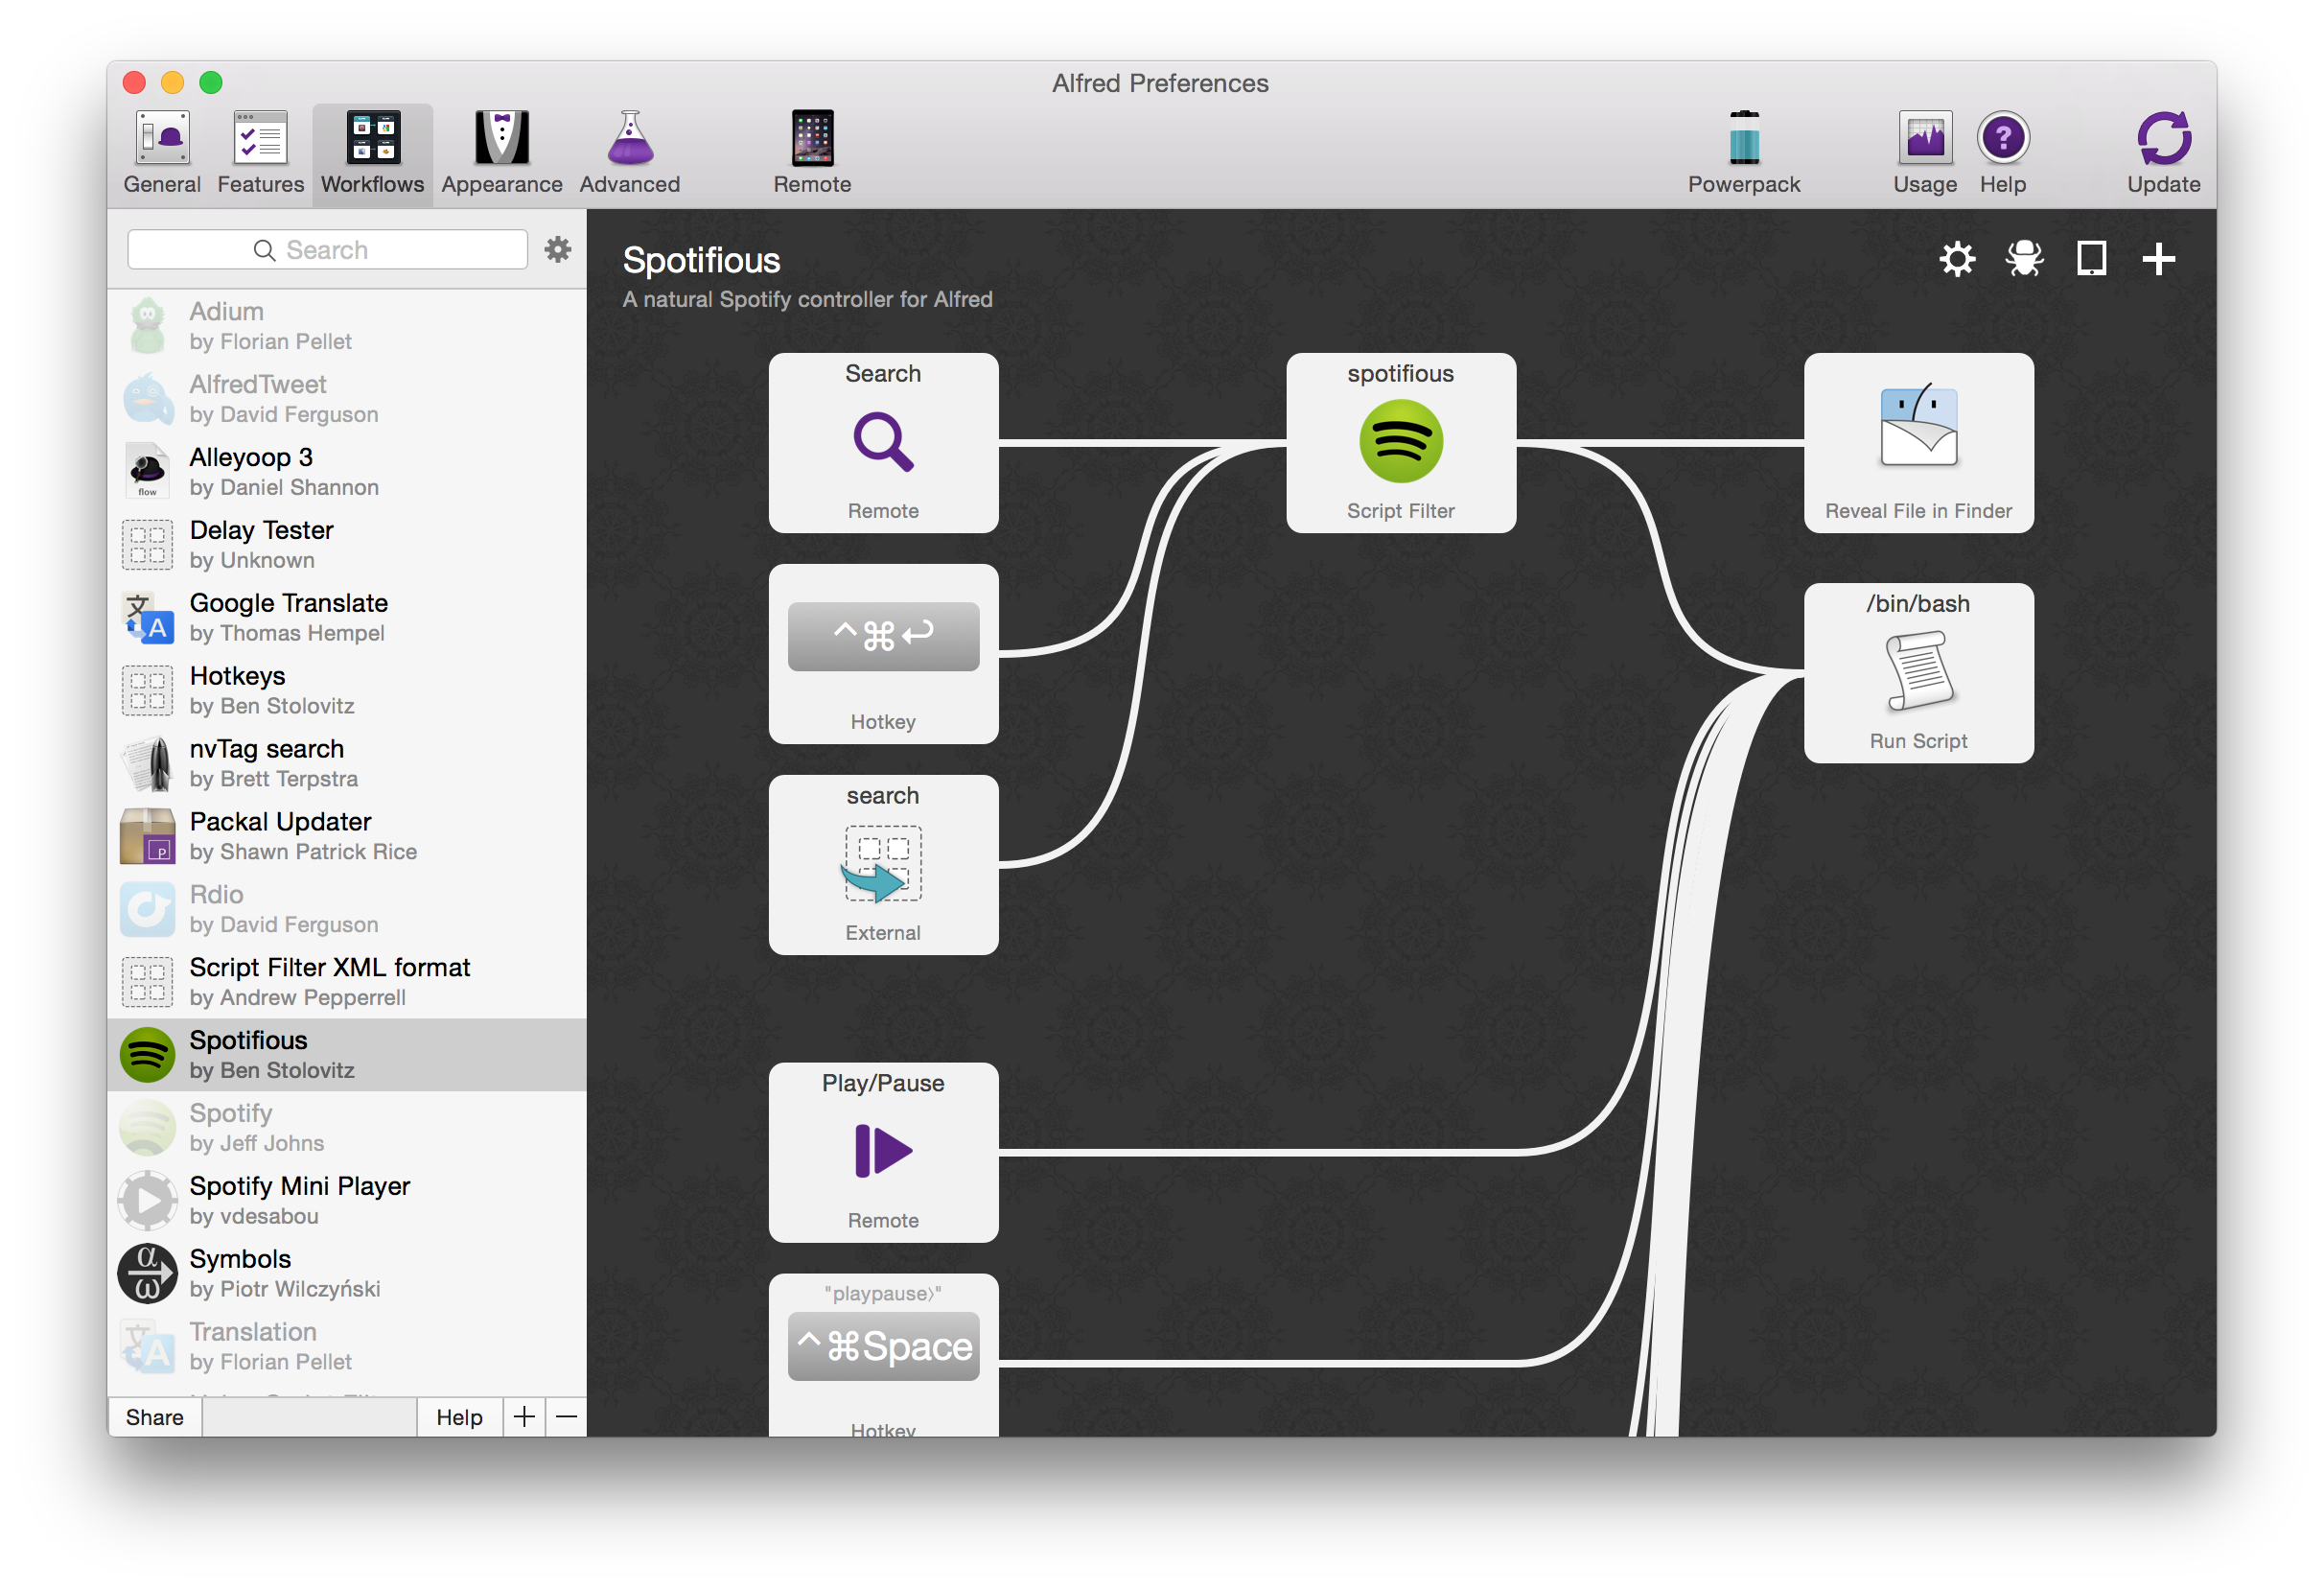 Alfred Preferences
General
Features
Workflows
Appearance
Advanced
Remote
Powerpack
Usage
Help
Update
Search
Adium
by Florian Pellet
AlfredTweet
by David Ferguson
flow
Alleyoop 3
by Daniel Shannon
Delay Tester
by Unknown
文
A
Google Translate
by Thomas Hempel
Hotkeys
by Ben Stolovitz
nvTag search
by Brett Terpstra
P
Packal Updater
by Shawn Patrick Rice
Rdio
by David Ferguson
Script Filter XML format
by Andrew Pepperrell
Spotifious
by Ben Stolovitz
Spotify
by Jeff Johns
Spotify Mini Player
by vdesabou
α
ω
Symbols
by Piotr Wilczyński
文
A
Translation
by Florian Pellet
Share
Help
Spotifious
A natural Spotify controller for Alfred
Search
Remote
spotifious
Script Filter
Reveal File in Finder
^⌘↩
Hotkey
/bin/bash
Run Script
search
External
Play/Pause
Remote
"playpause⟩"
^⌘Space
Hotkey